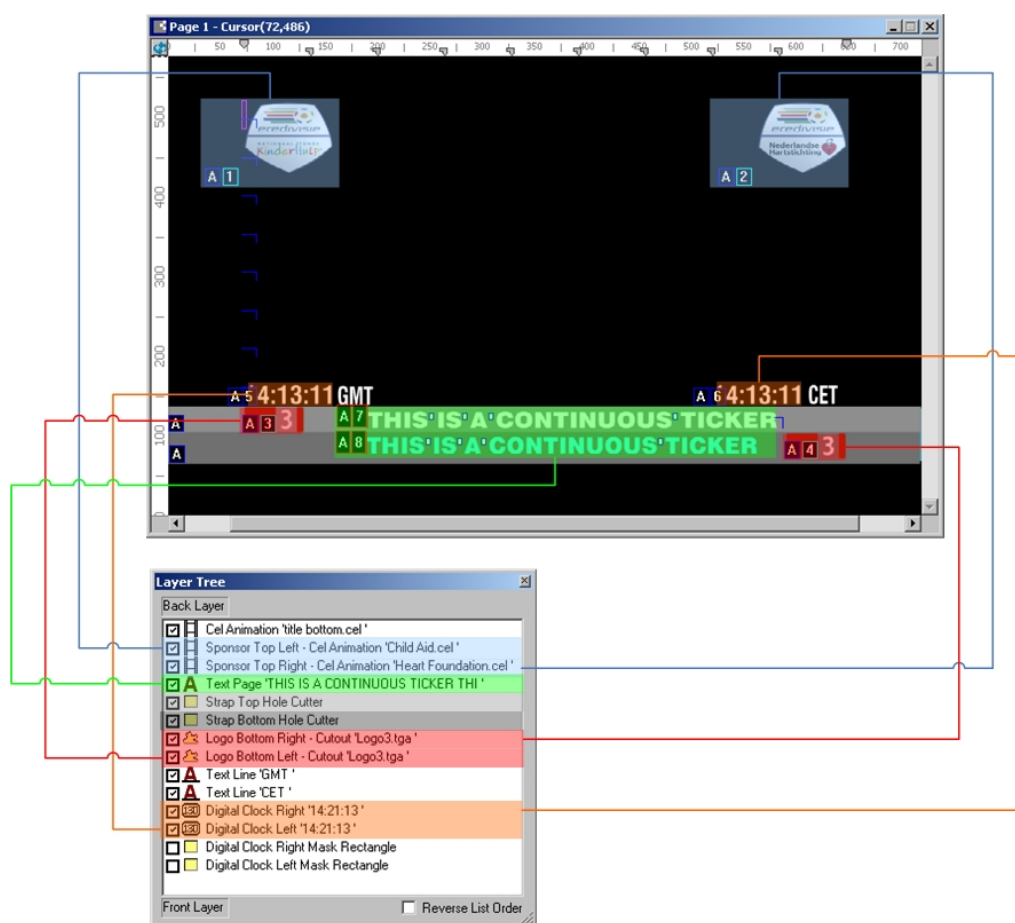 Page 1 - Cursor(72,486)
0 50 100 150 200 250 300 350 400 450 500 550 600 650 700
500
400
300
200
100
0
eredivisie
KinderHulp
A 1
eredivisie
Nederlandse
Hartstichting
A 2
A 5 4:13:11 GMT
A 6 4:13:11 CET
A
A 3 3
A 7 THIS'IS'A'CONTINUOUS'TICKER
A
A 8 THIS'IS'A'CONTINUOUS'TICKER
A 4 3
Layer Tree
Back Layer
Cel Animation 'title bottom.cel '
Sponsor Top Left - Cel Animation 'Child Aid.cel '
Sponsor Top Right - Cel Animation 'Heart Foundation.cel '
Text Page 'THIS IS A CONTINUOUS TICKER THI '
Strap Top Hole Cutter
Strap Bottom Hole Cutter
Logo Bottom Right - Cutout 'Logo3.tga '
Logo Bottom Left - Cutout 'Logo3.tga '
Text Line 'GMT '
Text Line 'CET '
Digital Clock Right '14:21:13 '
Digital Clock Left '14:21:13 '
Digital Clock Right Mask Rectangle
Digital Clock Left Mask Rectangle
Front Layer
Reverse List Order